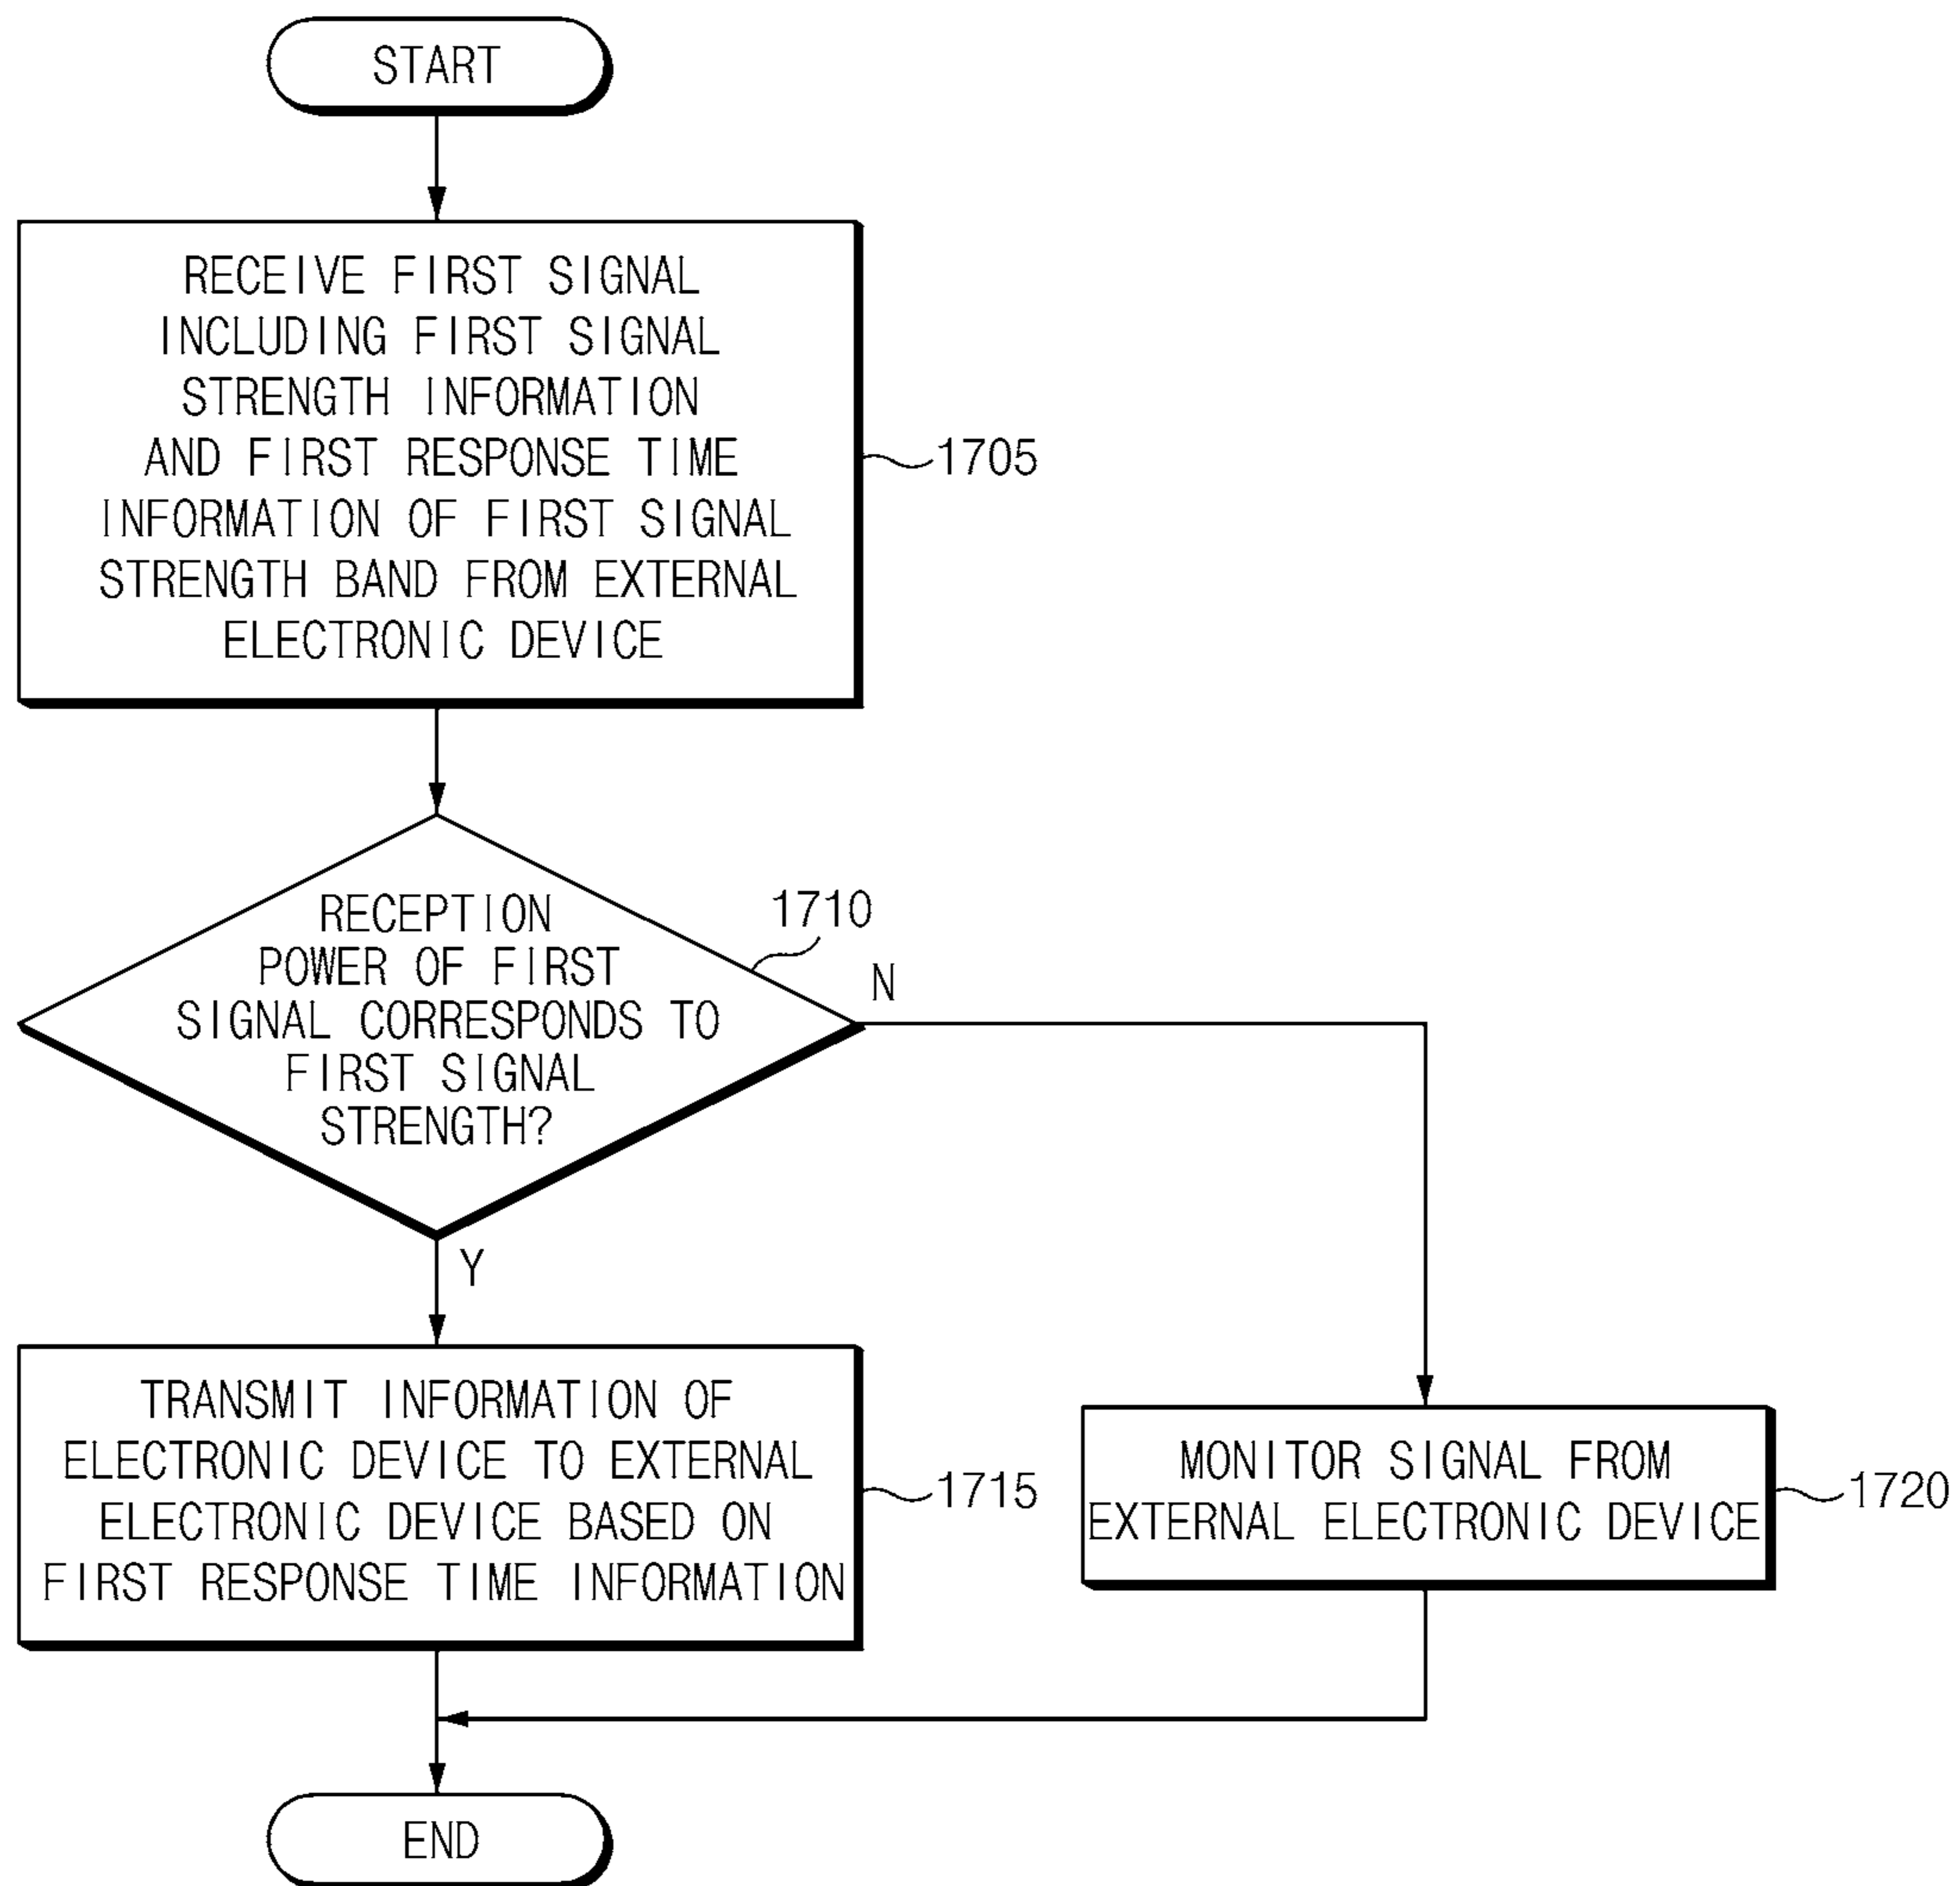 START
RECEIVE FIRST SIGNAL
INCLUDING FIRST SIGNAL
STRENGTH INFORMATION
AND FIRST RESPONSE TIME
INFORMATION OF FIRST SIGNAL
STRENGTH BAND FROM EXTERNAL
ELECTRONIC DEVICE
1705
RECEPTION
POWER OF FIRST
SIGNAL CORRESPONDS TO
FIRST SIGNAL
STRENGTH?
1710
N
Y
TRANSMIT INFORMATION OF
ELECTRONIC DEVICE TO EXTERNAL
ELECTRONIC DEVICE BASED ON
FIRST RESPONSE TIME INFORMATION
1715
MONITOR SIGNAL FROM
EXTERNAL ELECTRONIC DEVICE
1720
END